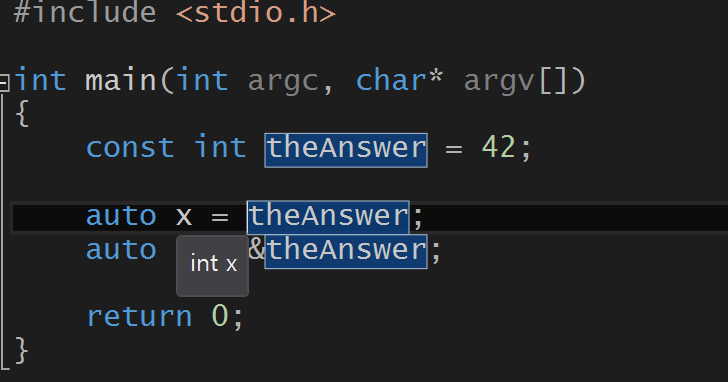 #include <stdio.h>
int main(int argc, char* argv[])
{
const int theAnswer = 42;
auto x = theAnswer;
auto &theAnswer;
int x
return 0;
}